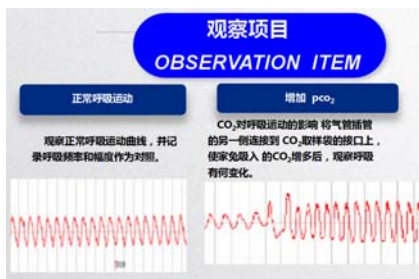 观察项目
OBSERVATION ITEM
正常呼吸运动
观察正常呼吸运动曲线，并记
录呼吸频率和幅度作为对照。
增加 pco₂
CO₂对呼吸运动的影响 将气管插管
的另一侧连接到 CO₂取样袋的接口上，
使家兔吸入 的CO₂增多后，观察呼吸
有何变化。